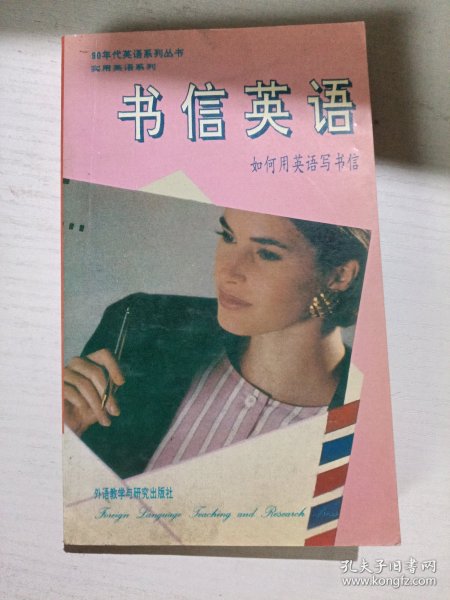 90年代英语系列丛书
实用英语系列
书信英语
如何用英语写书信
外语教学与研究出版社
Foreign Language Teaching and Research Press
孔夫子旧书网
www.kongfz.com